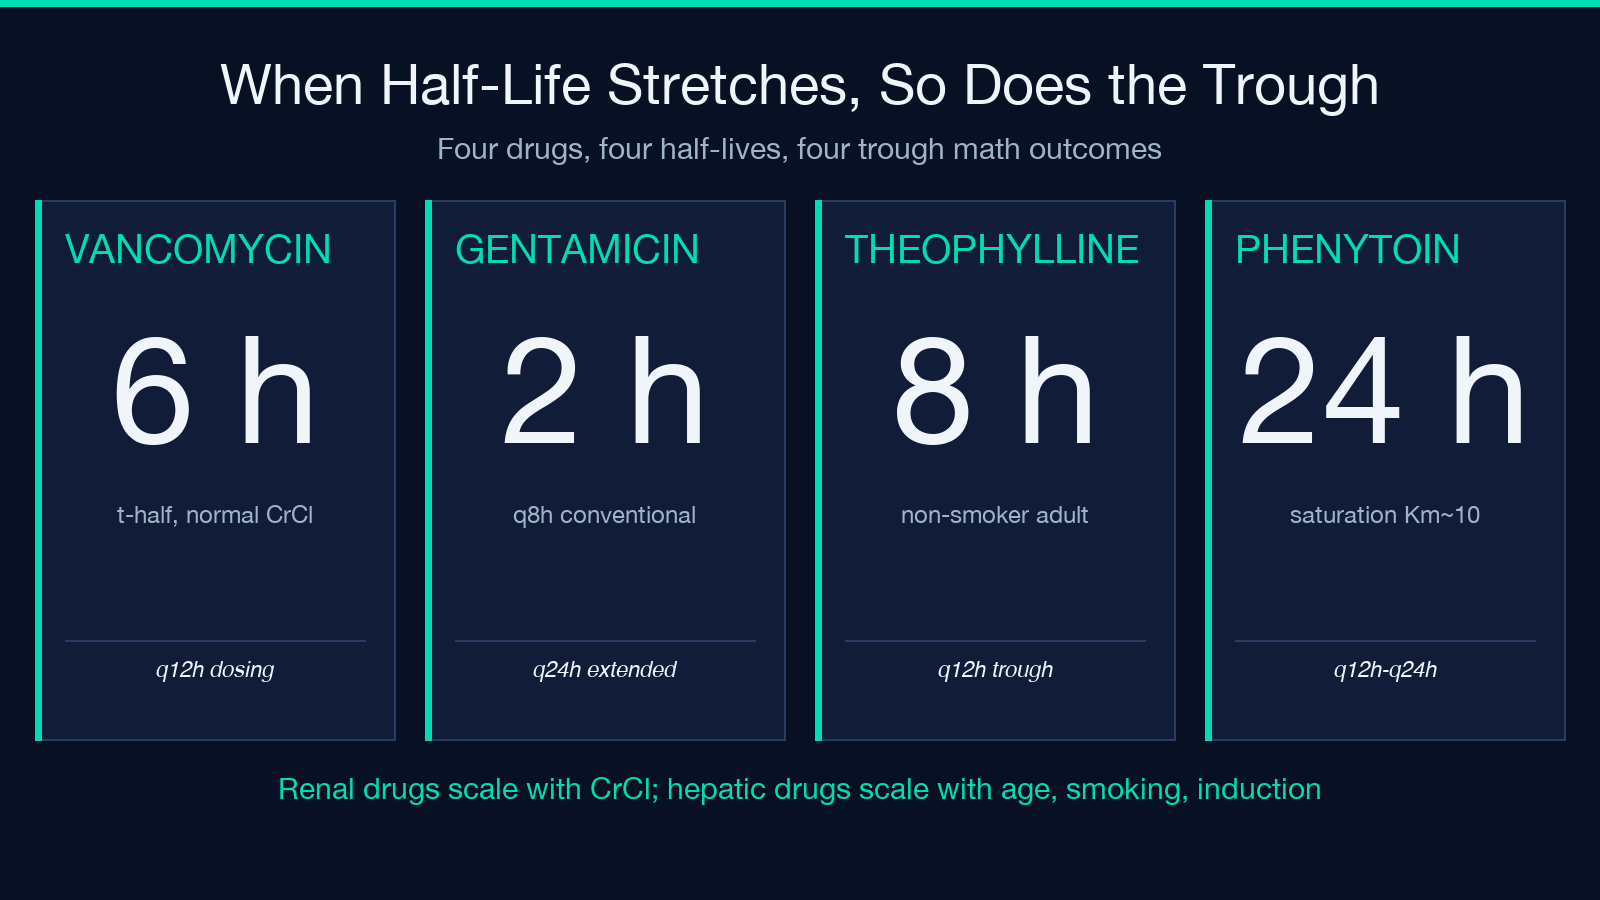 When Half-Life Stretches, So Does the Trough
Four drugs, four half-lives, four trough math outcomes
VANCOMYCIN
6 h
t-half, normal CrCl
q12h dosing
GENTAMICIN
2 h
q8h conventional
q24h extended
THEOPHYLLINE
8 h
non-smoker adult
q12h trough
PHENYTOIN
24 h
saturation Km~10
q12h-q24h
Renal drugs scale with CrCl; hepatic drugs scale with age, smoking, induction